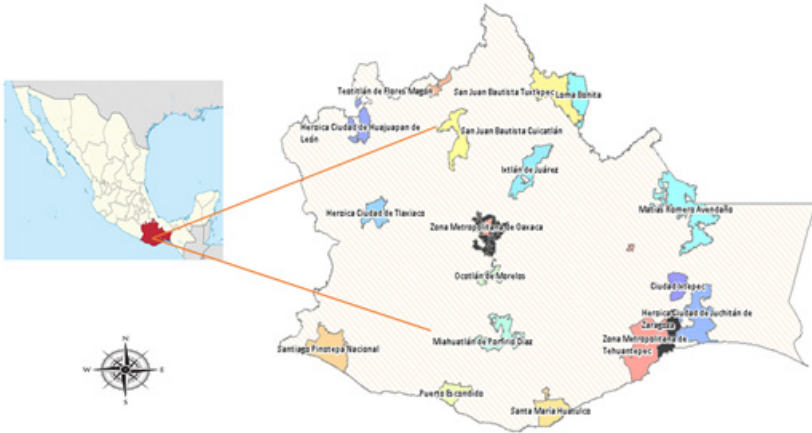 Teotitlán de Flores Magón
San Juan Bautista Tuxtepec
Loma Bonita
Heroica Ciudad de Huajuapan de
León
San Juan Bautista Cuicatlán
Ixtlán de Juárez
Heroica Ciudad de Tlaxiaco
Matías Romero Avendaño
Zona Metropolitana de Oaxaca
Ocotlán de Morelos
Ciudad Ixtepec
Heroica Ciudad de Juchitán de
Zaragoza
Zona Metropolitana de
Tehuantepec
Miahuatlán de Porfirio Díaz
Santiago Pinotepa Nacional
Puerto Escondido
Santa María Huatulco
N
W
E
S